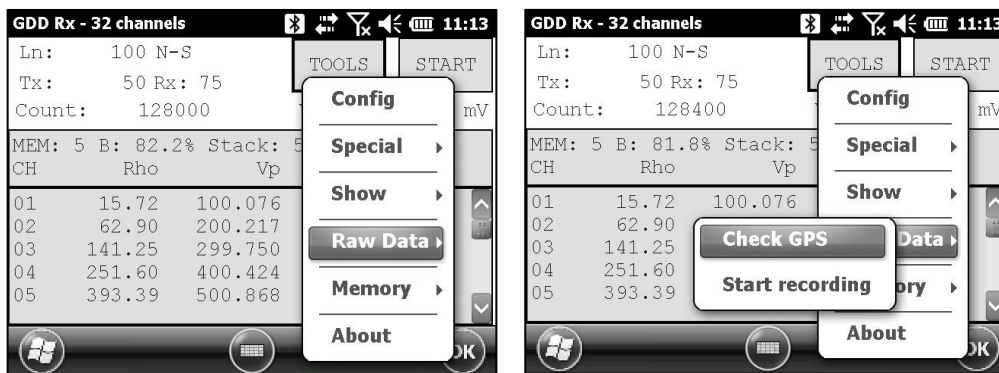 GDD Rx - 32 channels 11:13
Ln: 100 N-S
TOOLS START
Tx: 50 Rx: 75
Count: 128000 mV
MEM: 5 B: 82.2% Stack: 5
CH Rho Vp
01 15.72 100.076
02 62.90 200.217
03 141.25 299.750
04 251.60 400.424
05 393.39 500.868
Config
Special
Show
Raw Data
Memory
About
OK
GDD Rx - 32 channels 11:13
Ln: 100 N-S
TOOLS START
Tx: 50 Rx: 75
Count: 128400 mV
MEM: 5 B: 81.8% Stack: 5
CH Rho Vp
01 15.72 100.076
02 62.90
03 141.25
04 251.60
05 393.39
Config
Special
Show
Data
ory
About
Check GPS
Start recording
OK